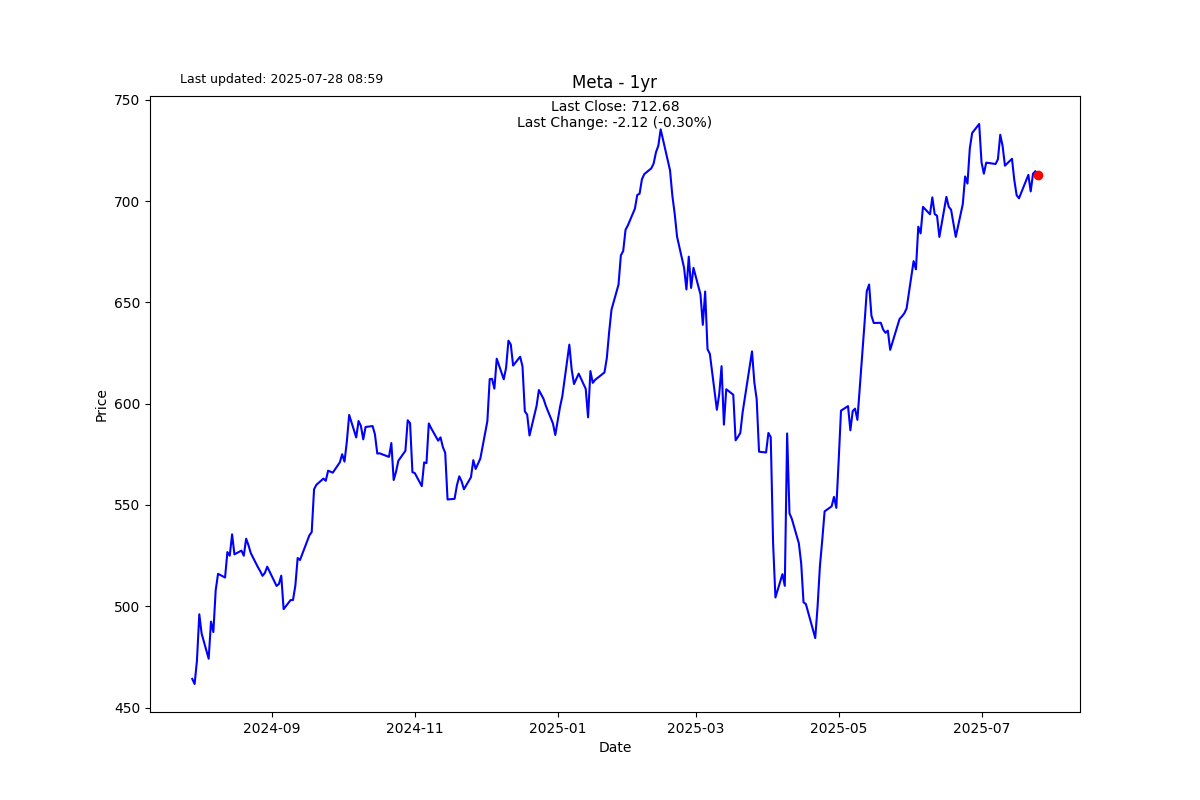 Last updated: 2025-07-28 08:59
Meta - 1yr
Last Close: 712.68
Last Change: -2.12 (-0.30%)
750
700
650
600
550
500
450
Price
2024-09
2024-11
2025-01
2025-03
2025-05
2025-07
Date